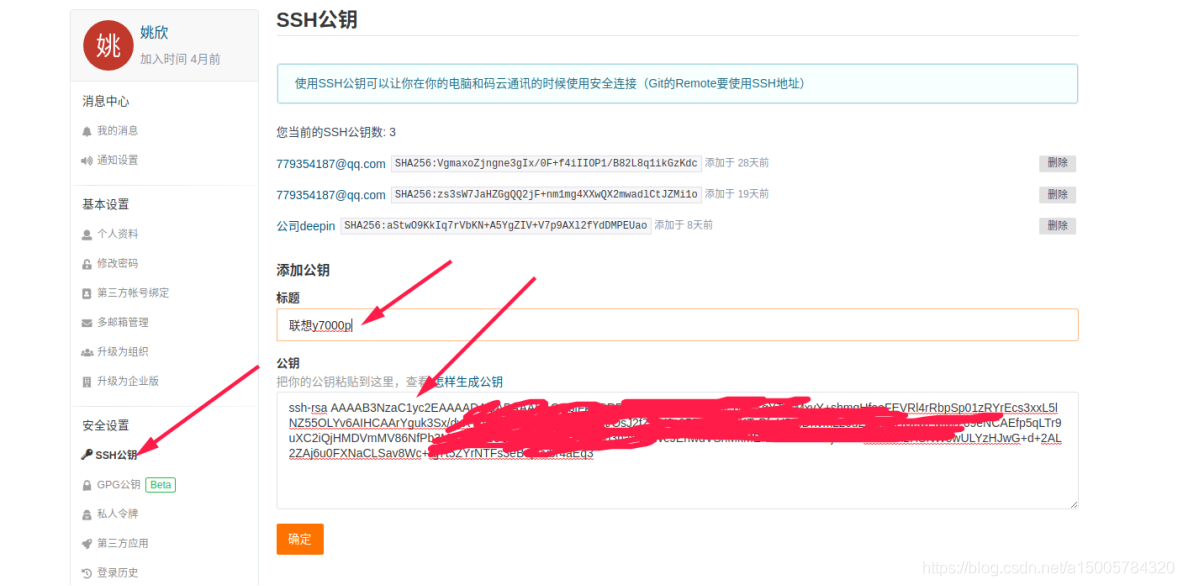 SSH公钥
姚
姚欣
加入时间 4月前
使用SSH公钥可以让你在你的电脑和码云通讯的时候使用安全连接（Git的Remote要使用SSH地址）
消息中心
我的消息
通知设置
基本设置
个人资料
修改密码
第三方帐号绑定
多邮箱管理
升级为组织
升级为企业版
安全设置
SSH公钥
GPG公钥 Beta
私人令牌
第三方应用
登录历史
您当前的SSH公钥数: 3
779354187@qq.com SHA256:VgmaxoZjngne3gIx/0F+f4iIIOP1/B82L8q1ikGzKdc 添加于 28天前 删除
779354187@qq.com SHA256:zs3sW7JaHZGgQQ2jF+nm1mg4XXwQX2mwadlCtJZMi1o 添加于 19天前 删除
公司deepin SHA256:aStwO9KkIq7rVbKN+A5YgZIV+V7p9AXl2fYdDMPEUao 添加于 8天前 删除
添加公钥
标题
联想y7000p
公钥
把你的公钥粘贴到这里，查看 怎样生成公钥
ssh-rsa
确定
https://blog.csdn.net/a15005784320